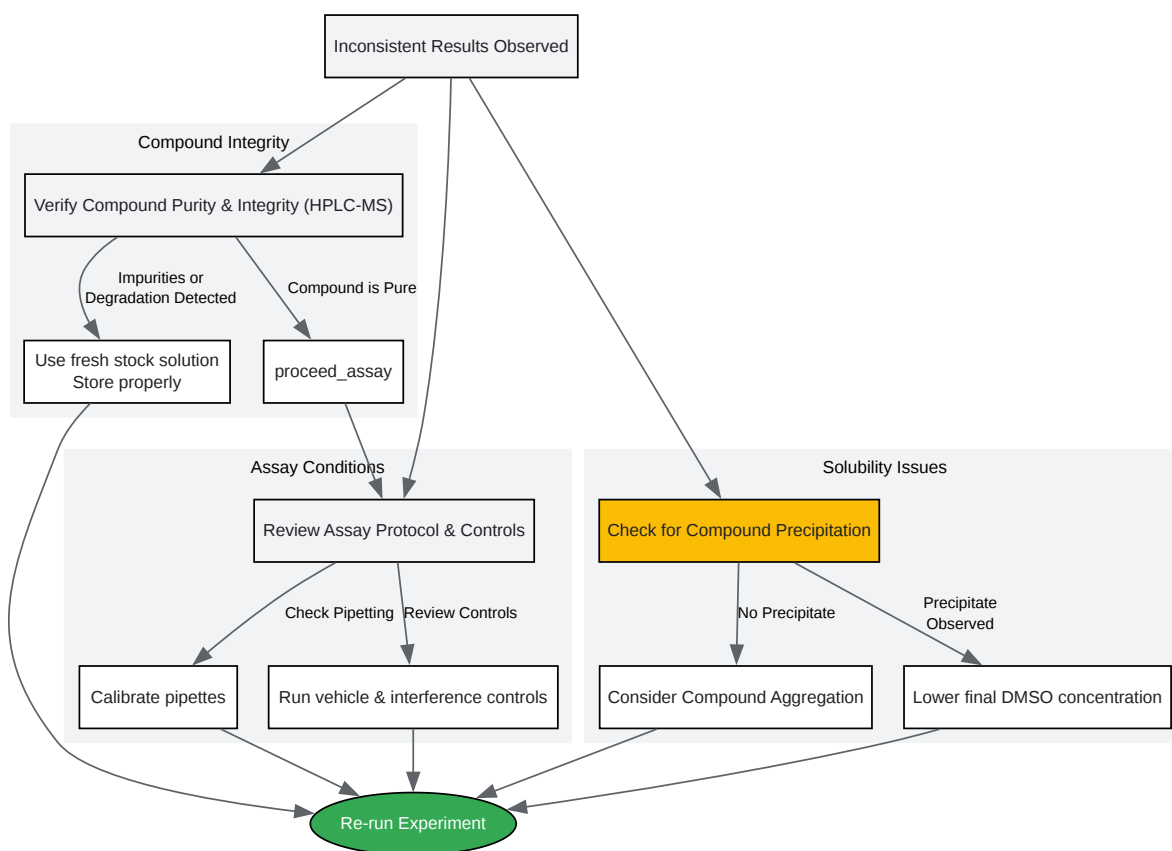 Inconsistent Results Observed
Compound Integrity
Verify Compound Purity & Integrity (HPLC-MS)
Impurities or
Degradation Detected
Compound is Pure
Use fresh stock solution
Store properly
proceed_assay
Assay Conditions
Review Assay Protocol & Controls
Check Pipetting
Review Controls
Calibrate pipettes
Run vehicle & interference controls
Solubility Issues
Check for Compound Precipitation
No Precipitate
Precipitate
Observed
Consider Compound Aggregation
Lower final DMSO concentration
Re-run Experiment